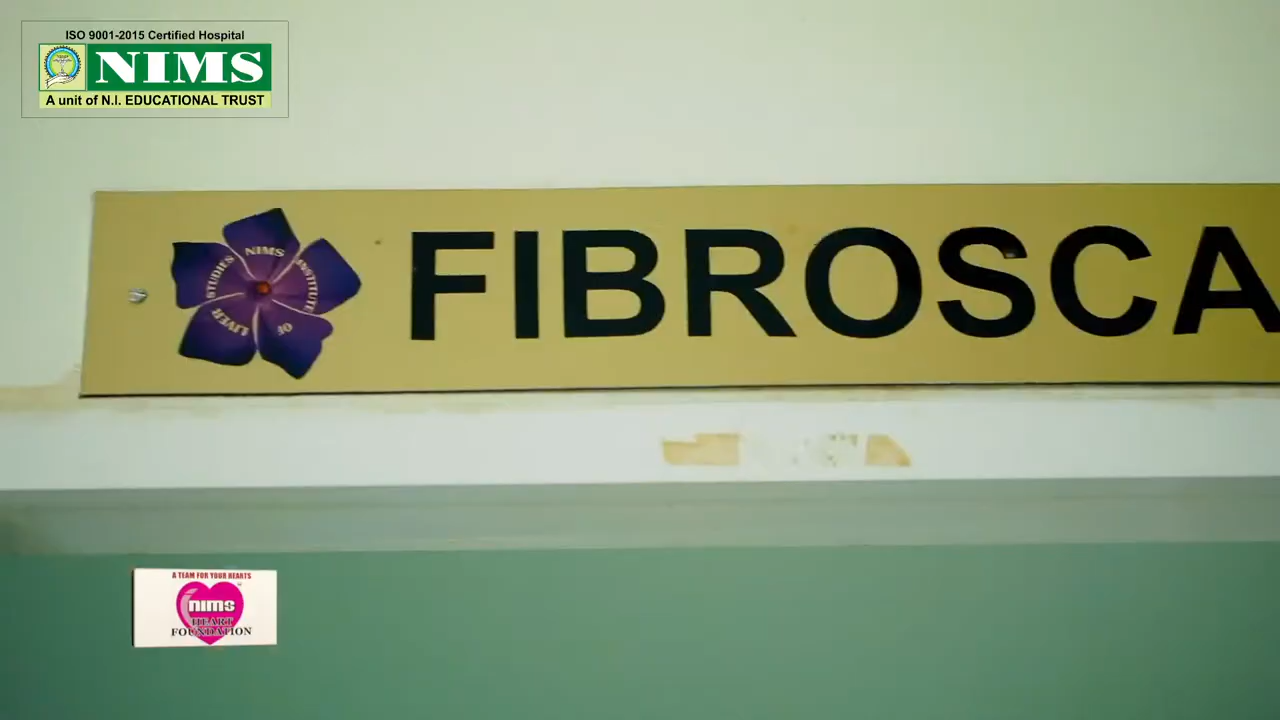 ISO 9001-2015 Certified Hospital
NIMS
A unit of N.I. EDUCATIONAL TRUST
NIMS INSTITUTE OF LIVER STUDIES
FIBROSCA
A TEAM FOR YOUR HEARTS
nims
HEART
FOUNDATION